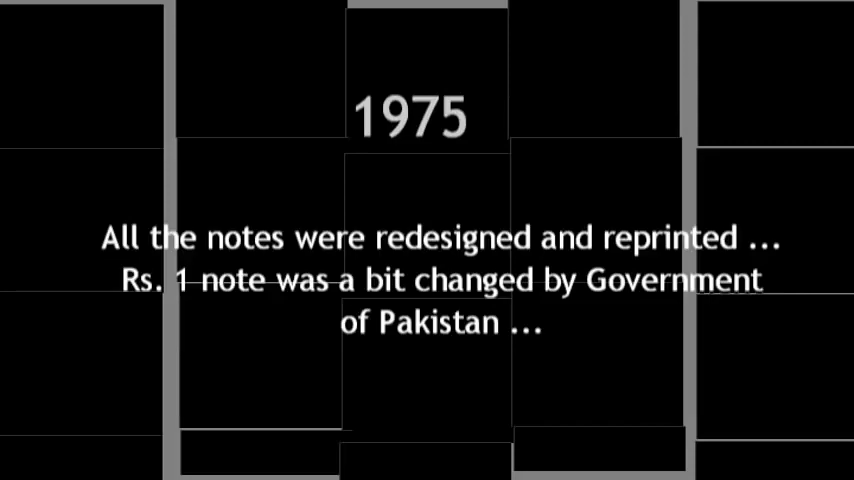 1975
All the notes were redesigned and reprinted ...
Rs. 1 note was a bit changed by Government
of Pakistan ...